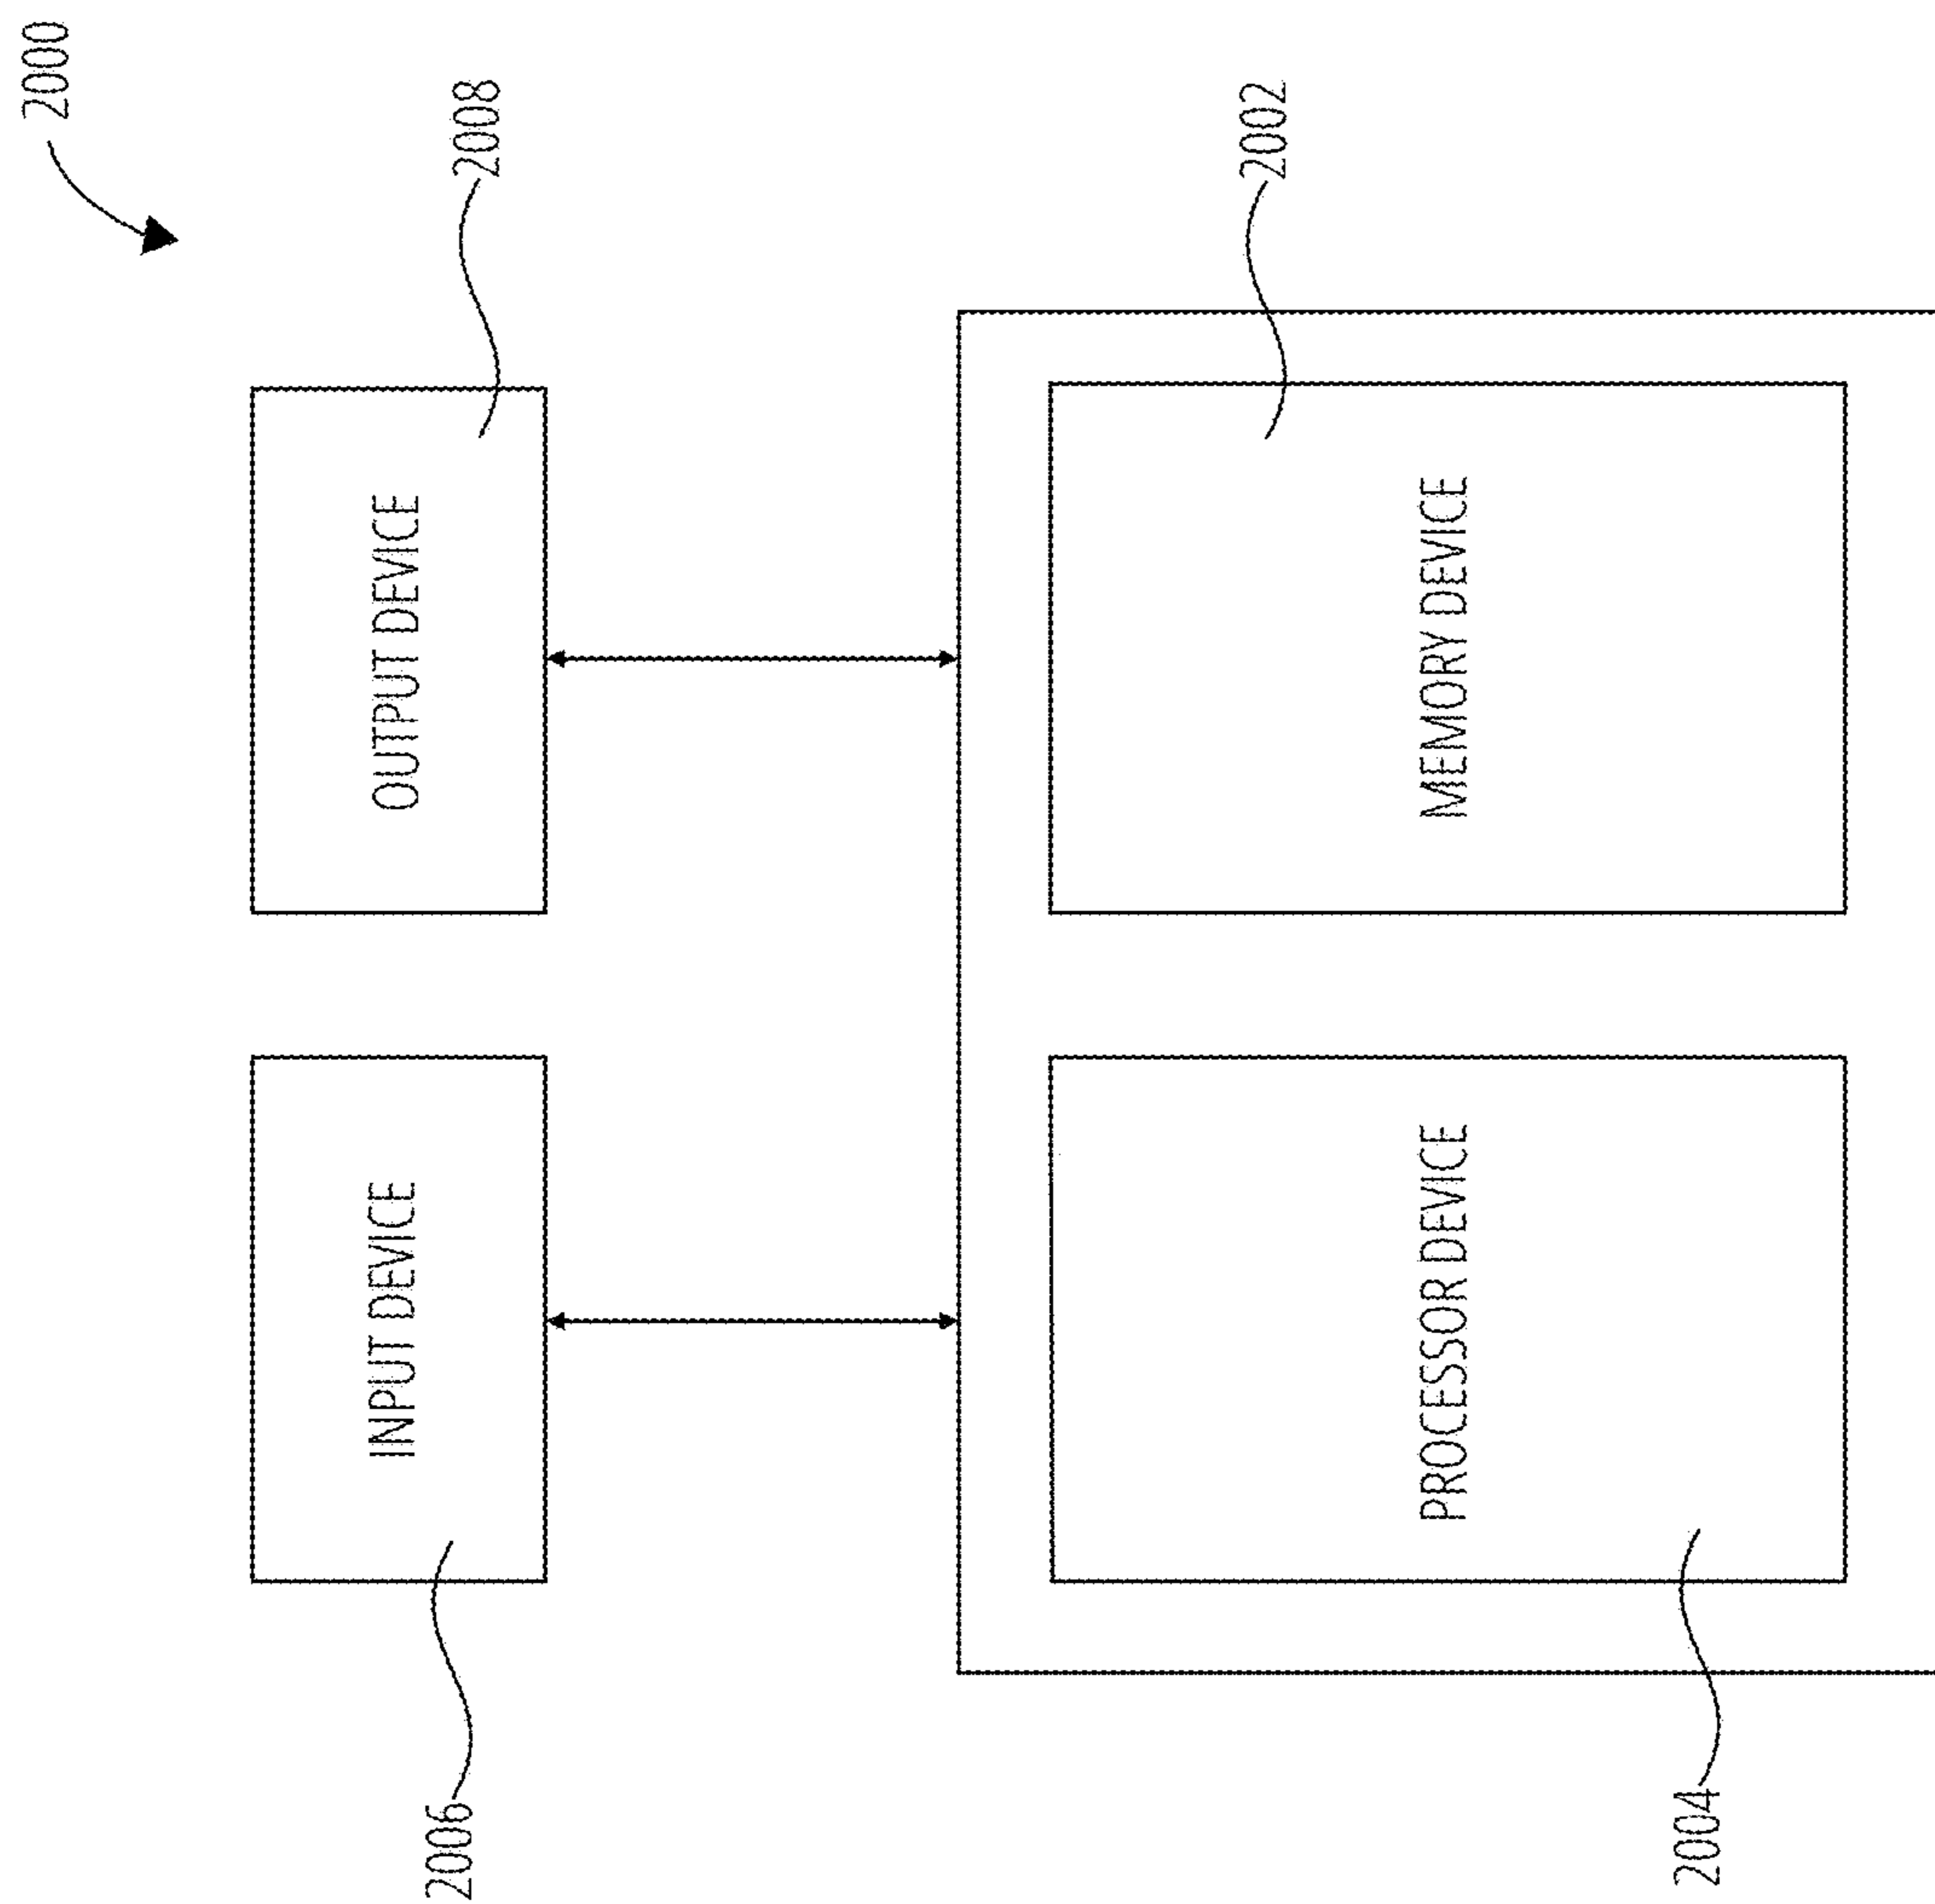 2000
2008
OUTPUT DEVICE
INPUT DEVICE
2006
2002
MEMORY DEVICE
PROCESSOR DEVICE
2004